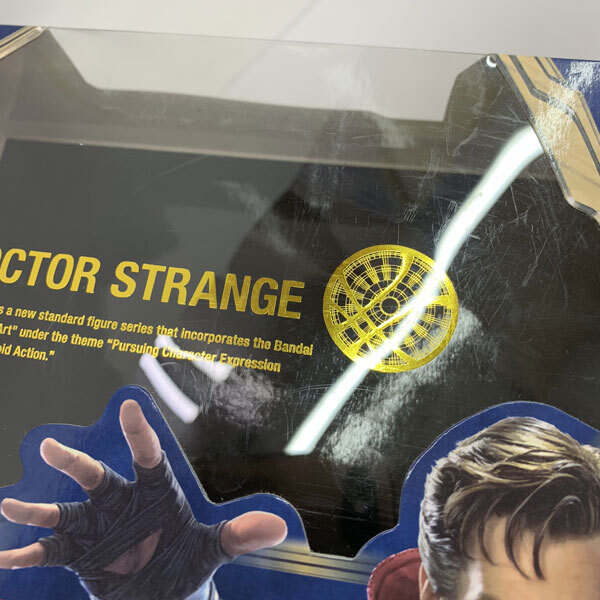 OCTOR STRANGE
s a new standard figure series that incorporates the Bandai
Art" under the theme "Pursuing Character Expression
oid Action."